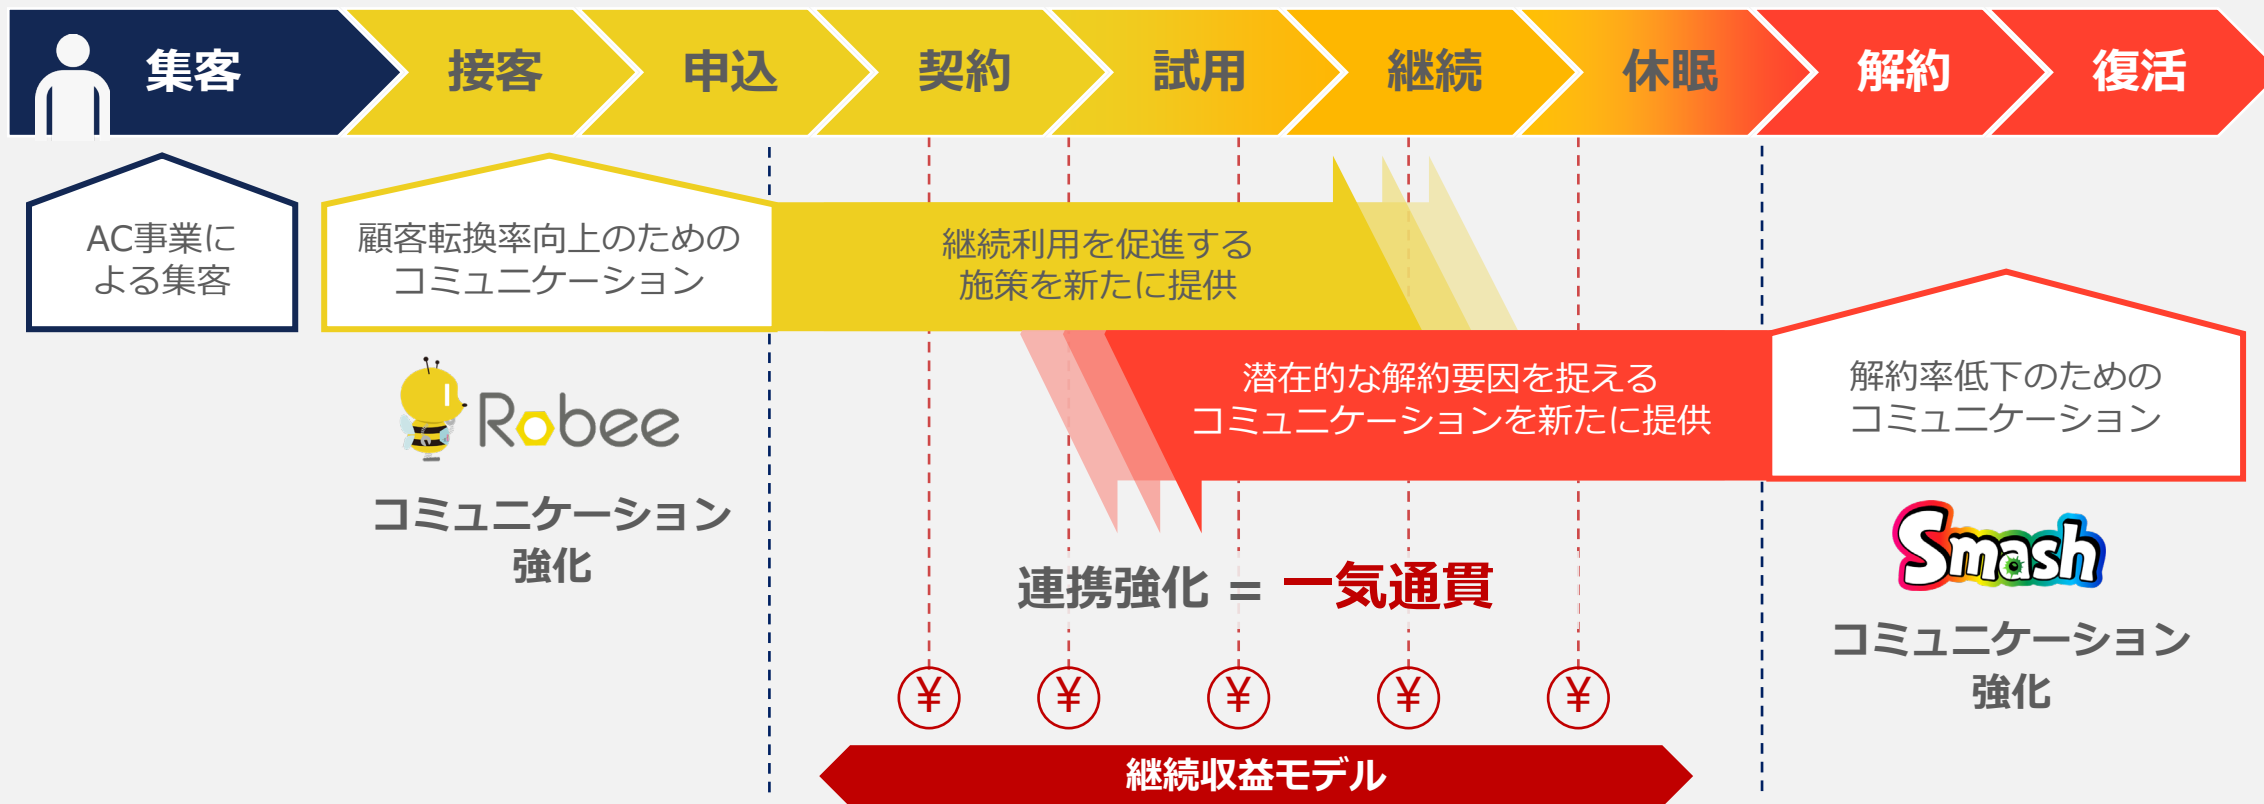 集客
接客
申込
契約
試用
継続
休眠
解約
復活
AC事業に
よる集客
顧客転換率向上のための
コミュニケーション
継続利用を促進する
施策を新たに提供
潜在的な解約要因を捉える
コミュニケーションを新たに提供
解約率低下のための
コミュニケーション
Robee
コミュニケーション
強化
連携強化 = 一気通貫
Smash
コミュニケーション
強化
¥ ¥ ¥ ¥ ¥
継続収益モデル